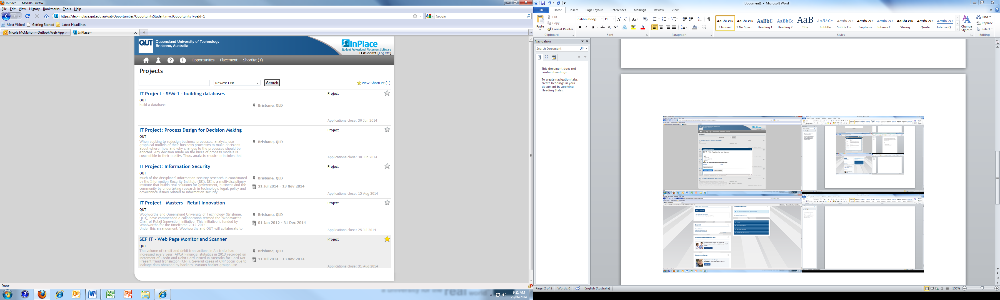 InPlace - - Mozilla Firefox
File Edit View History Bookmarks Tools Help
https://dev-inplace.qut.edu.au/uat/Opportunities/OpportunityStudent.mvc?OpportunityTypeId=1
Google
Most Visited Getting Started Latest Headlines
Nicole McMahon - Outlook Web App
InPlace -
QUT
Queensland University of Technology
Brisbane, Australia
InPlace
Student Professional Placement Software
ITstudent1 [ Log Off ]
Opportunities Placement Shortlist (1)
Projects
Newest First
Search
View ShortList (1)
IT Project - SEM-1 - building databases
Project
QUT
build a database
Brisbane, QLD
Applications close: 30 Jun 2014
IT Project: Process Design for Decision Making
Project
QUT
When seeking to redesign business processes, analysts use
graphical models of their business processes to make decisions
about where, how and why changes to the processes should be
enacted. Any decision made on the basis of process models is
susceptible to their quality. Thus, analysts require principles that
Brisbane, QLD
Applications close: 30 Jun 2014
IT Project: Information Security
Project
QUT
Much of the disciplines' information security research is coordinated
by the Information Security Institute (ISI). ISI is a multi-disciplinary
institute that builds real solutions for government, business and the
community by undertaking research in technology, legal, policy and
governance issues related to information security.
Brisbane, QLD
21 Jul 2014 - 13 Nov 2014
Applications close: 15 Aug 2014
IT Project - Masters - Retail Innovation
Project
QUT
Woolworths and Queensland University of Technology (Brisbane,
QLD), have commenced a collaboration termed the 'Woolworths
Chair of Retail Innovation' initiative. This initiative is funded by
Woolworths for the timeframe 2012-2014.
Under this arrangement, Woolworths and QUT will collaborate to
Brisbane, QLD
01 Jan 2012 - 31 Dec 2014
Applications close: 25 Jul 2014
SEF IT - Web Page Monitor and Scanner
Project
QUT
The volume of credit and debit transactions in Australia has
increased every year. APCA Financial statistics in 2013 recorded an
increment of Credit and Debit Card issued in Australia for Card Not
Present fraud transaction (CNP). Several cases of CNP occur due to
leakage data obtained by hackers. Various hacker groups use
Brisbane, QLD
21 Jul 2014 - 13 Nov 2014
Applications close: 31 Aug 2014
Done
a university for the real world
9:21 AM
25/06/2014
Document1 - Microsoft Word
File Home Insert Page Layout References Mailings Review View
Paste
Cut
Copy
Format Painter
Clipboard
Calibri (Body) 11
Font
Paragraph
AaBbCcDc AaBbCcDc AaBbC AaBbCc AaB AaBbCc. AaBbCcDc AaBbCcDc AaBbCcDc AaBbCcDc AaBbCcDc AaBbCcDc
¶ Normal ¶ No Spaci... Heading 1 Heading 2 Title Subtitle Subtle Em... Emphasis Intense E... Strong Quote Intense Q...
Change
Styles
Styles
Find
Replace
Select
Editing
Navigation
Search Document
This document does not
contain headings.
To create navigation tabs,
create headings in your
document by applying
Heading Styles.
Projects
SEF IT - Web Page Monitor and Scanner
Work Integrated Learning (WIL)
Student exchange
Page: 2 of 2 Words: 0 English (Australia) 156%